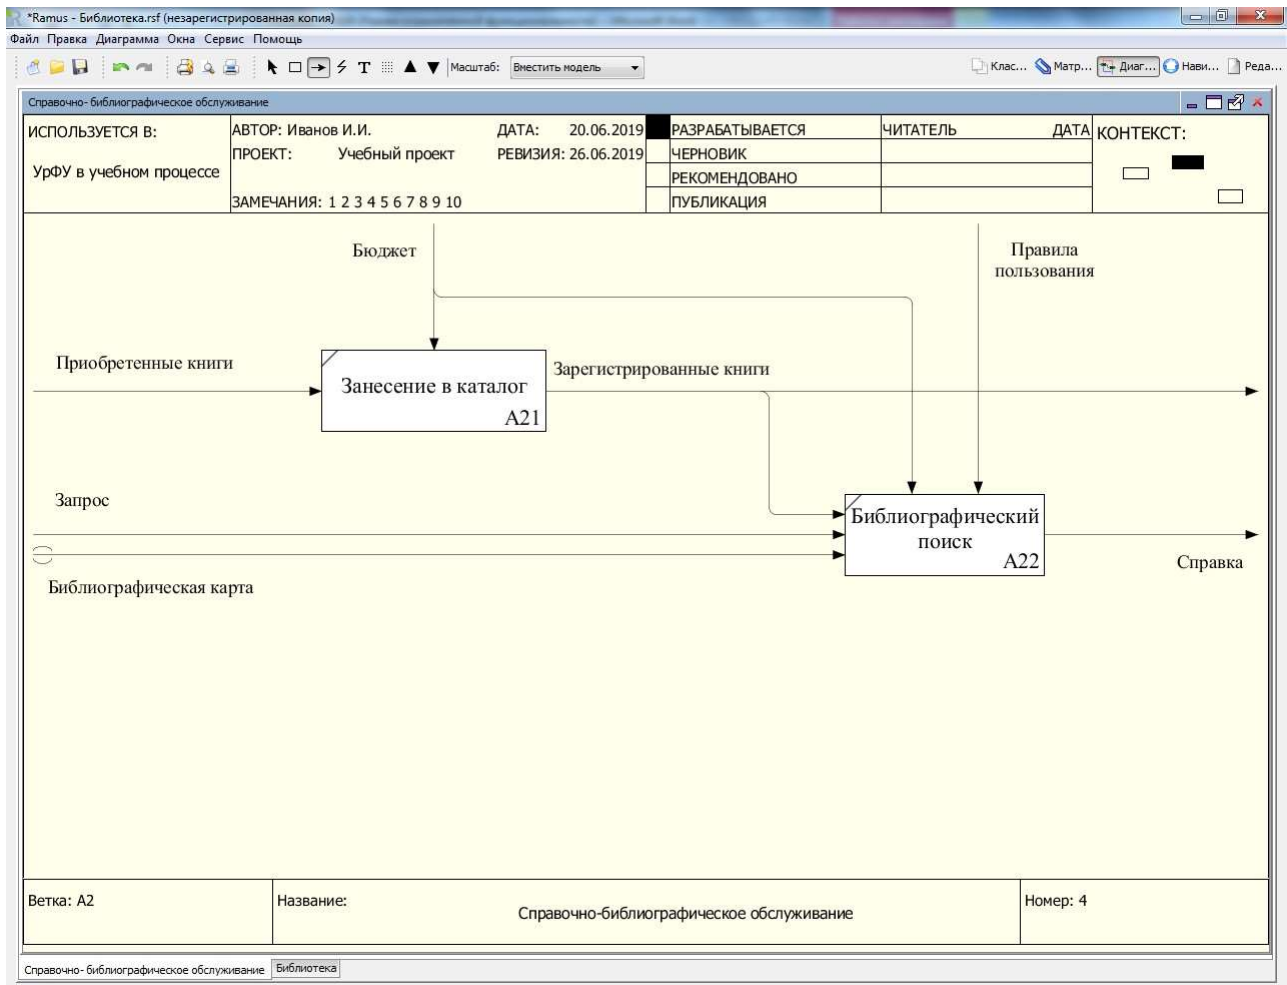 *Ramus - Библиотека.rsf (незарегистрированная копия)
Файл Правка Диаграмма Окна Сервис Помощь
T Масштаб: Вместить модель Клас... Матр... Диаг... Нави... Реда...
Справочно-библиографическое обслуживание
ИСПОЛЬЗУЕТСЯ В: АВТОР: Иванов И.И. ДАТА: 20.06.2019 РАЗРАБАТЫВАЕТСЯ ЧИТАТЕЛЬ ДАТА КОНТЕКСТ:
ПРОЕКТ: Учебный проект РЕВИЗИЯ: 26.06.2019 ЧЕРНОВИК
УрФУ в учебном процессе
РЕКОМЕНДОВАНО
ЗАМЕЧАНИЯ: 1 2 3 4 5 6 7 8 9 10 ПУБЛИКАЦИЯ
Бюджет
Правила
пользования
Приобретенные книги
Зарегистрированные книги
Занесение в каталог
A21
Запрос
Библиографический
поиск
A22
Справка
Библиографическая карта
Ветка: A2 Название: Справочно-библиографическое обслуживание Номер: 4
Справочно-библиографическое обслуживание Библиотека